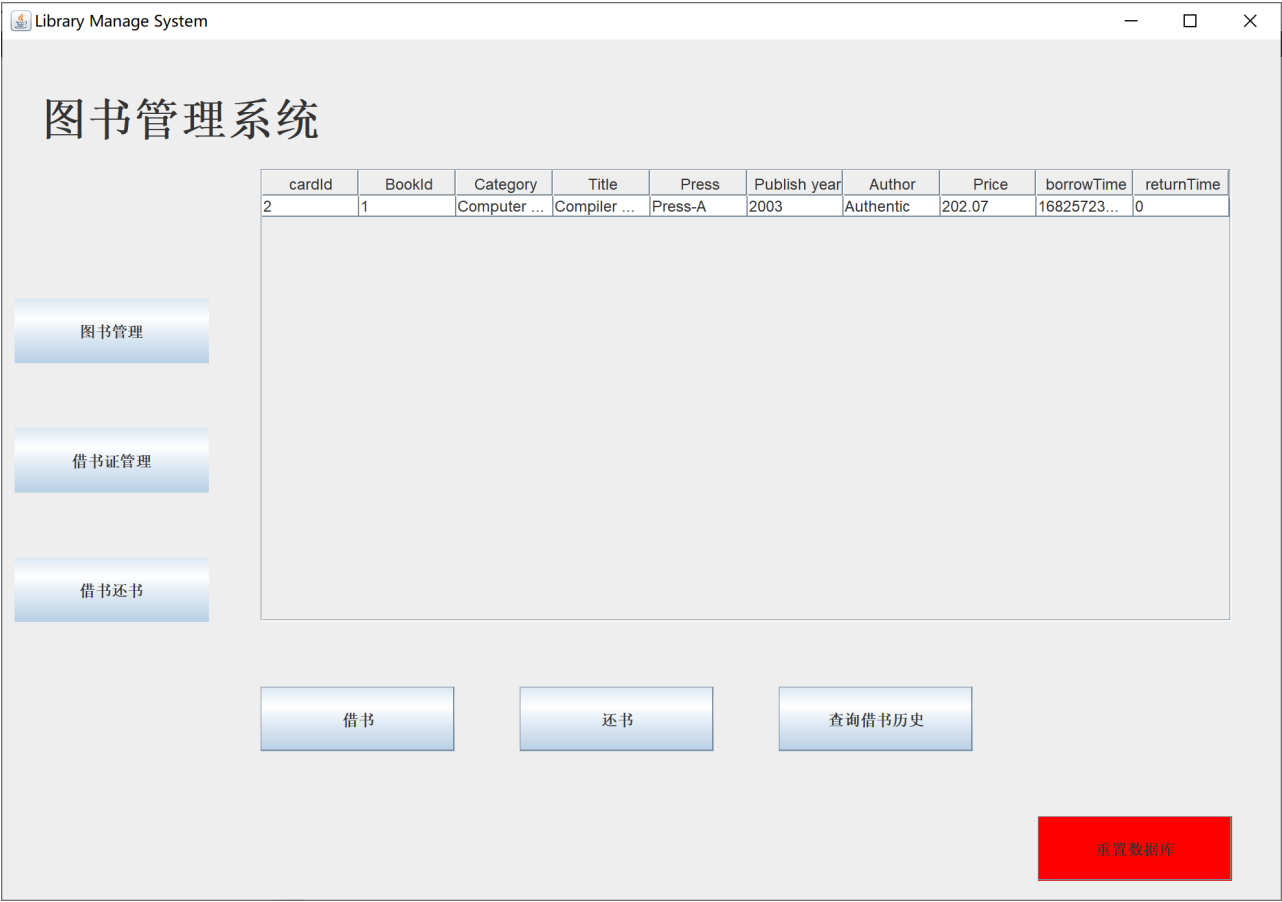 Library Manage System
图书管理系统
cardId BookId Category Title Press Publish year Author Price borrowTime returnTime
2 1 Computer ... Compiler ... Press-A 2003 Authentic 202.07 16825723... 0
图书管理
借书证管理
借书还书
借书 还书 查询借书历史
重置数据库